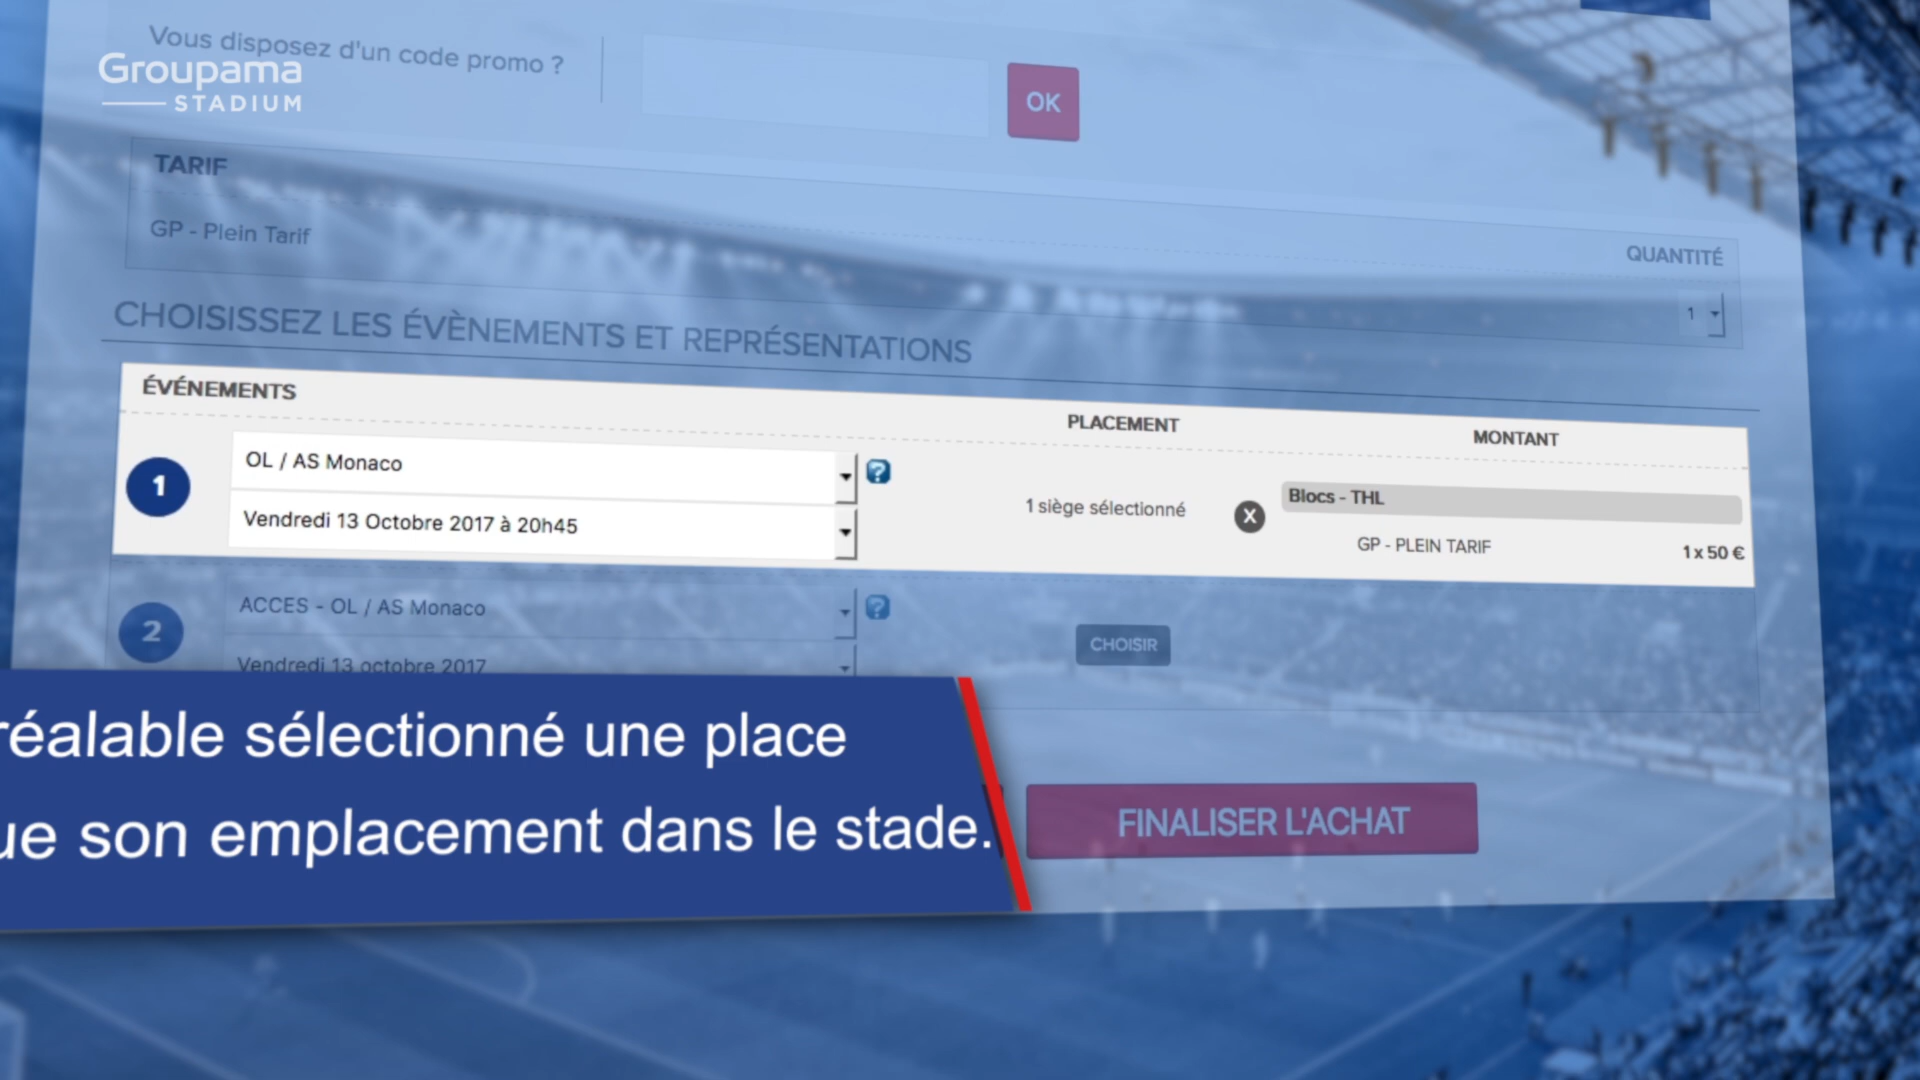 Vous disposez d'un code promo ?
Groupama
STADIUM
OK
TARIF
QUANTITÉ
GP - Plein Tarif
1
CHOISISSEZ LES ÉVÈNEMENTS ET REPRÉSENTATIONS
ÉVÉNEMENTS
PLACEMENT
MONTANT
1
OL / AS Monaco
?
Vendredi 13 Octobre 2017 à 20h45
1 siège sélectionné
X
Blocs - THL
GP - PLEIN TARIF
1 x 50 €
2
ACCES - OL / AS Monaco
?
CHOISIR
Vendredi 13 octobre 2017
réalable sélectionné une place
ue son emplacement dans le stade.
FINALISER L'ACHAT